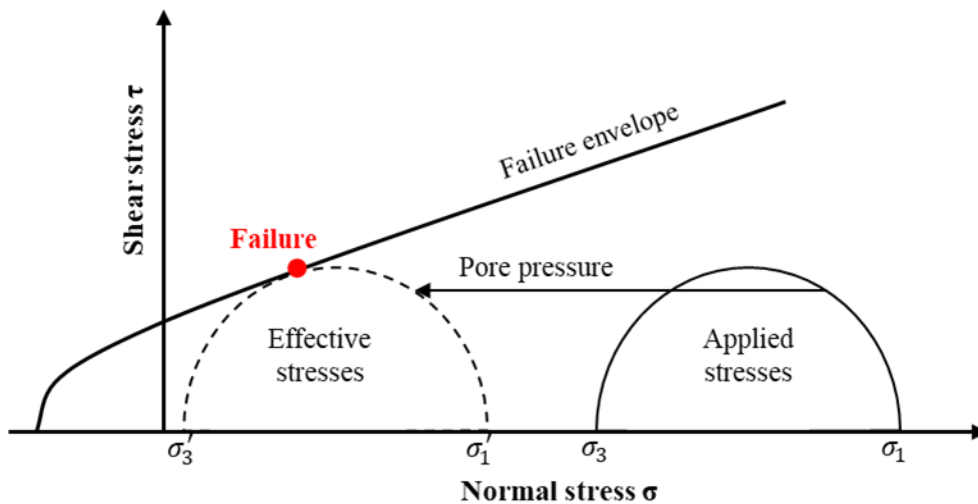 Shear stress τ
Failure envelope
Failure
Pore pressure
Effective
stresses
Applied
stresses
σ₃′
σ₁′
σ₃
σ₁
Normal stress σ